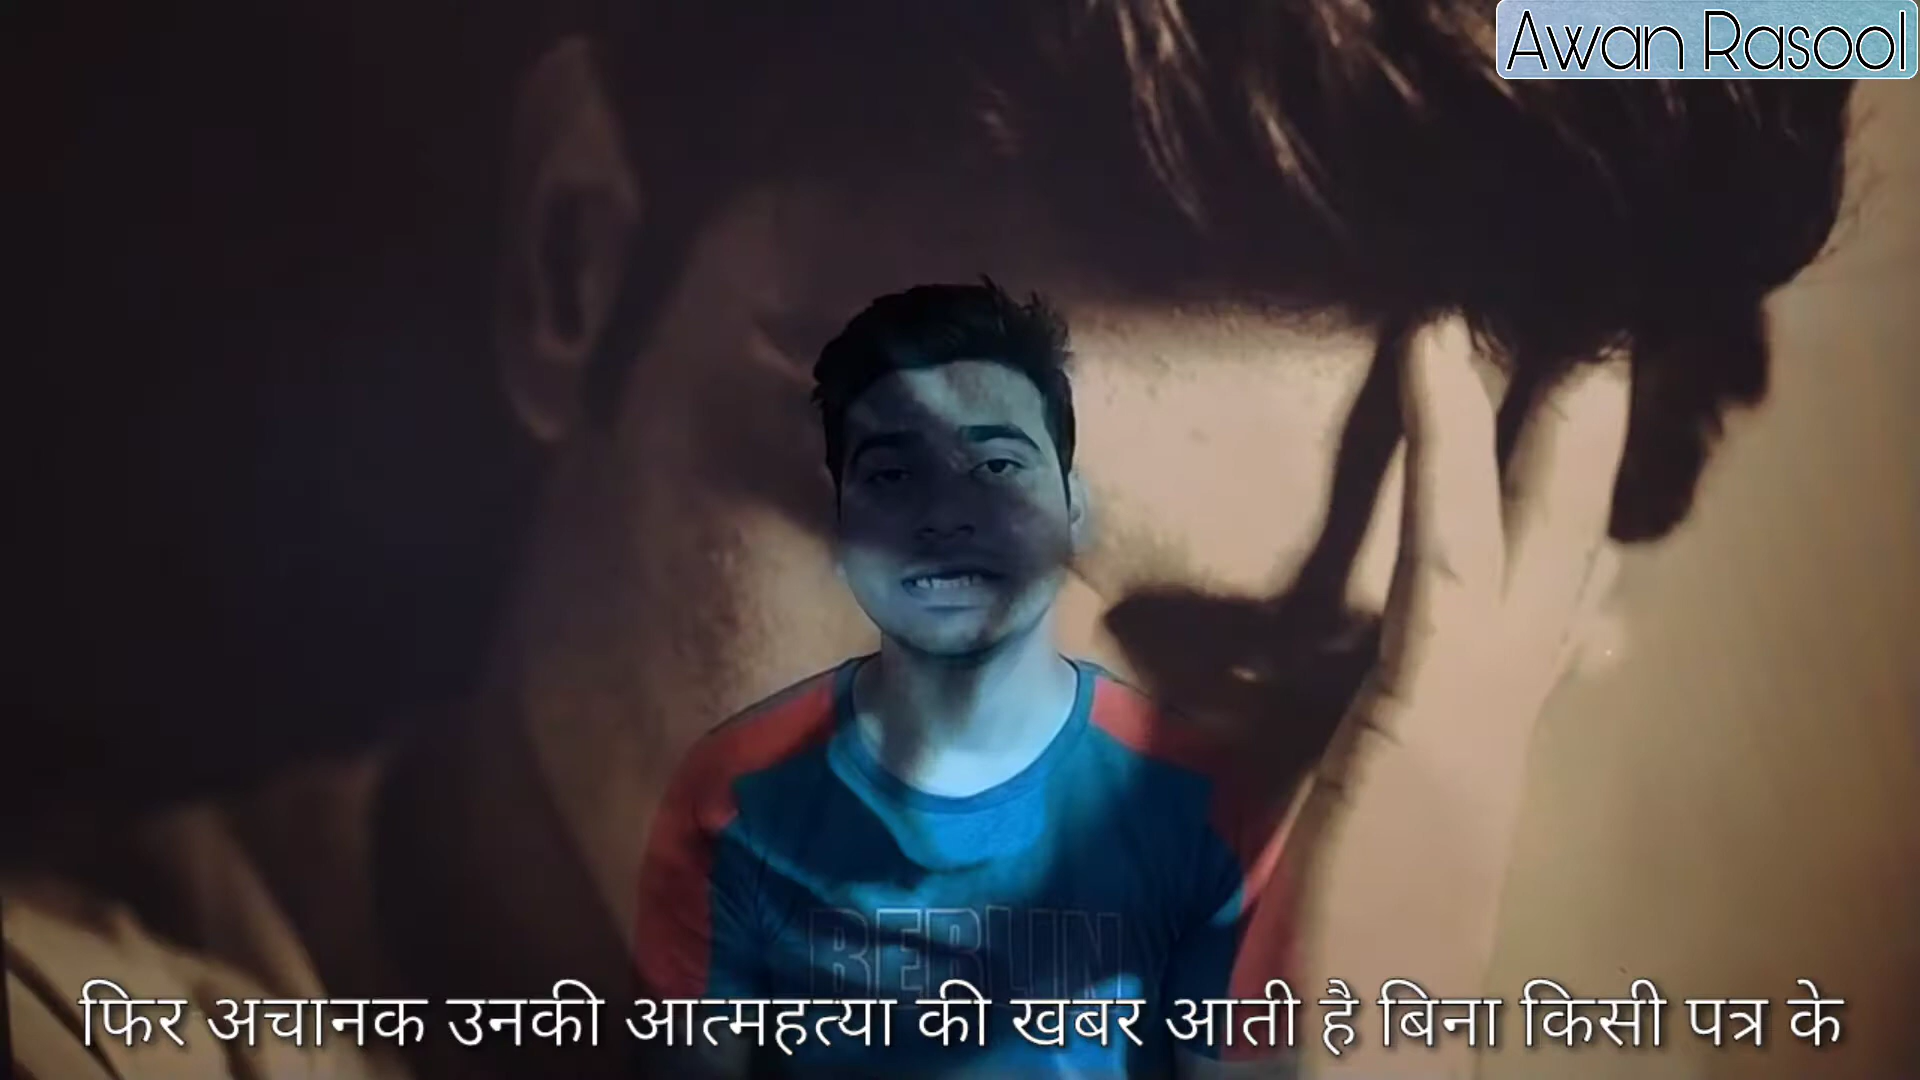 Awan Rasool
BERLIN
फिर अचानक उनकी आत्महत्या की खबर आती है बिना किसी पत्र के